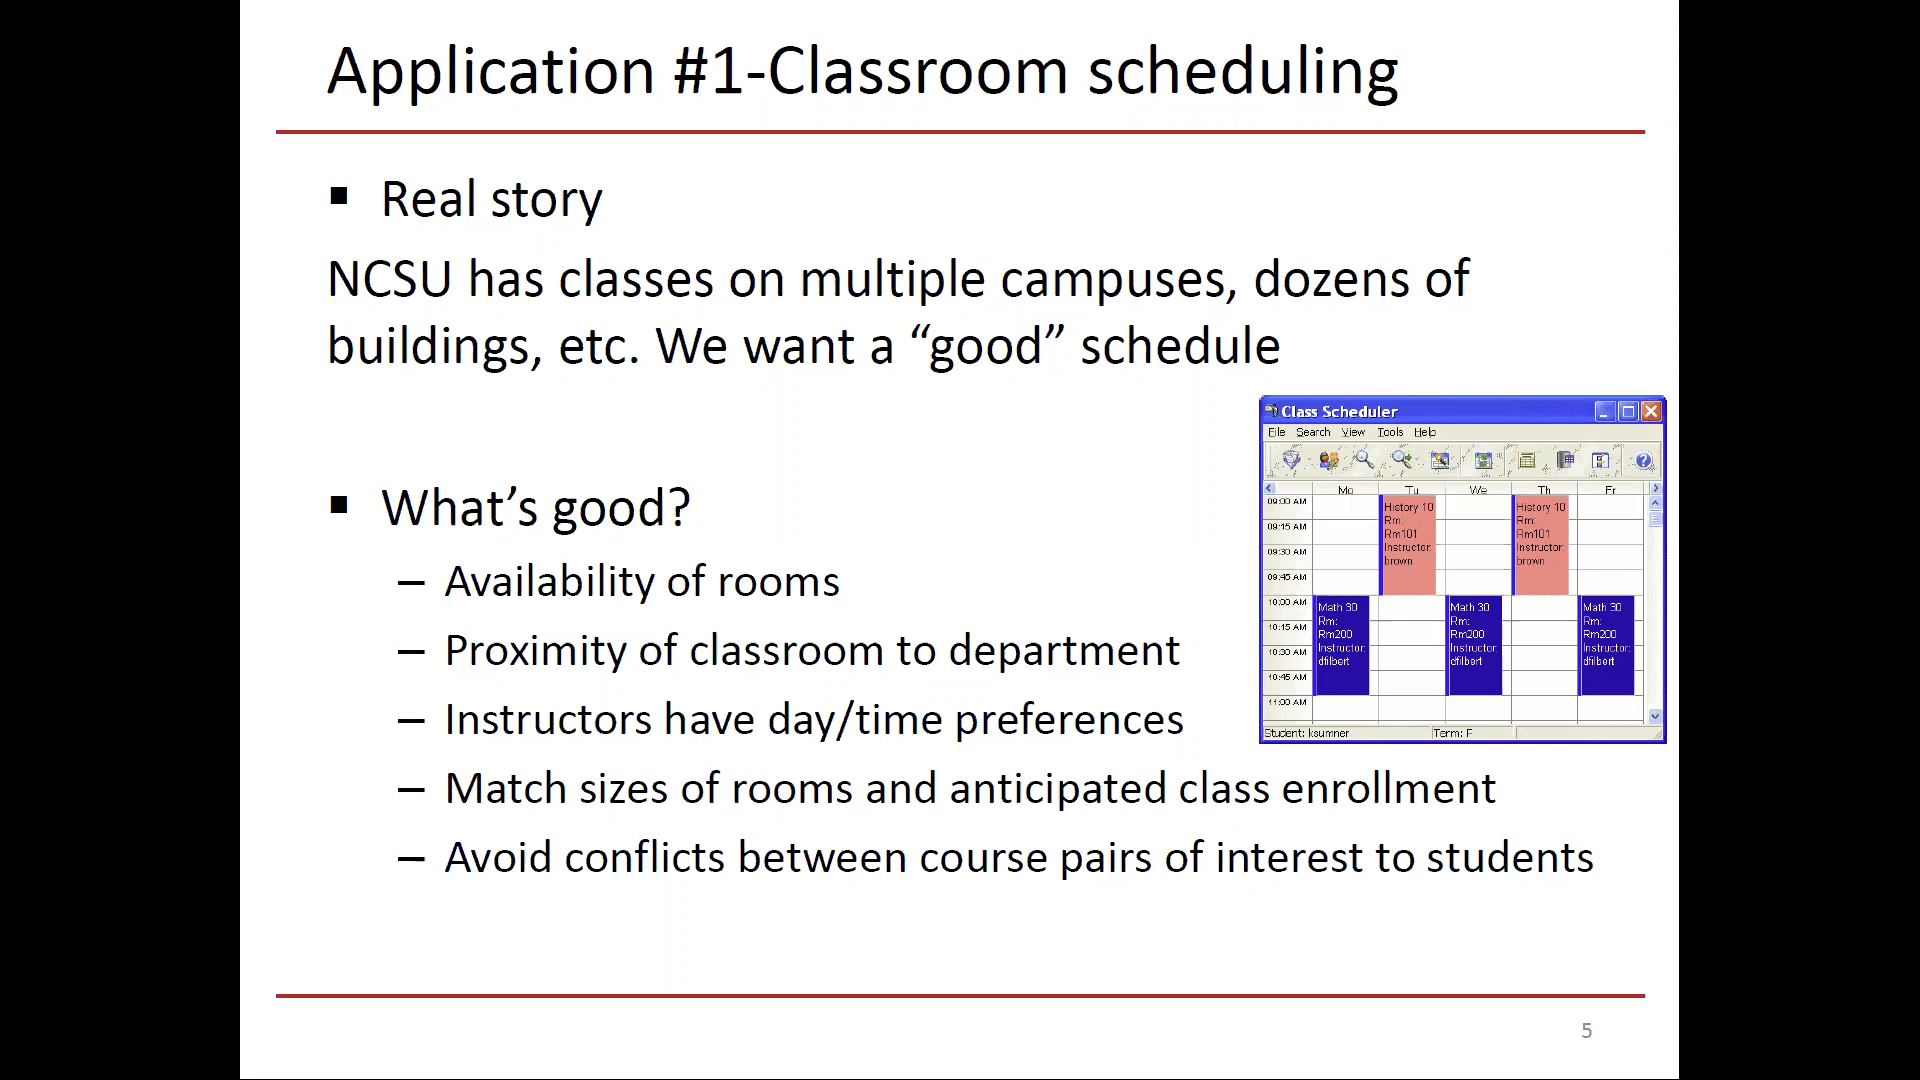 Application #1-Classroom scheduling
▪ Real story
NCSU has classes on multiple campuses, dozens of
buildings, etc. We want a “good” schedule
▪ What’s good?
– Availability of rooms
– Proximity of classroom to department
– Instructors have day/time preferences
– Match sizes of rooms and anticipated class enrollment
– Avoid conflicts between course pairs of interest to students
Class Scheduler
File Search View Tools Help
Mo Tu We Th Fr
09:00 AM
09:15 AM
09:30 AM
09:45 AM
10:00 AM
10:15 AM
10:30 AM
10:45 AM
11:00 AM
History 10
Rm:
Rm101
Instructor:
brown
History 10
Rm:
Rm101
Instructor:
brown
Math 30
Rm:
Rm200
Instructor:
dfilbert
Math 30
Rm:
Rm200
Instructor:
dfilbert
Math 30
Rm:
Rm200
Instructor:
dfilbert
Student: ksumner Term: F
5